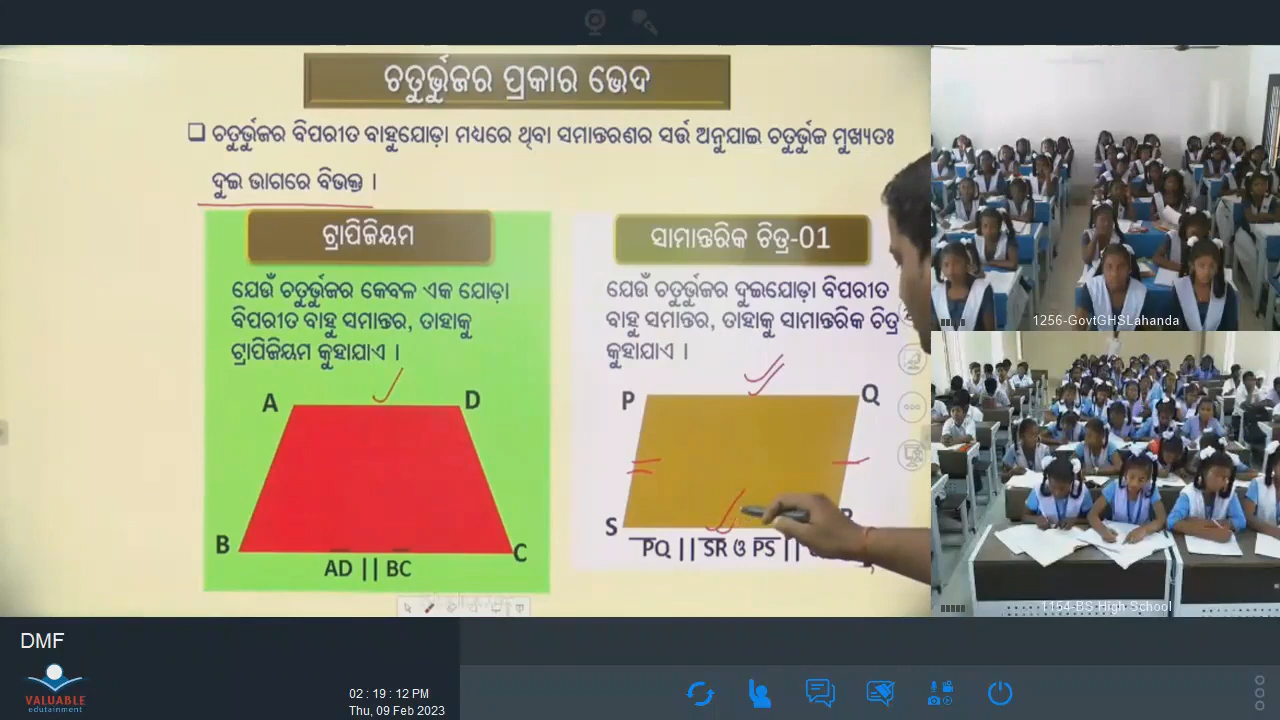 ଚତୁର୍ଭୁଜର ପ୍ରକାର ଭେଦ
❑ ଚତୁର୍ଭୁଜର ବିପରୀତ ବାହୁଯୋଡ଼ା ମଧ୍ୟରେ ଥିବା ସମାନ୍ତରଣର ସର୍ତ୍ତ ଅନୁଯାଇ ଚତୁର୍ଭୁଜ ମୁଖ୍ୟତଃ
ଦୁଇ ଭାଗରେ ବିଭକ୍ତ ।
ଟ୍ରାପିଜିୟମ
ଯେଉଁ ଚତୁର୍ଭୁଜର କେବଳ ଏକ ଯୋଡ଼ା
ବିପରୀତ ବାହୁ ସମାନ୍ତର, ତାହାକୁ
ଟ୍ରାପିଜିୟମ କୁହାଯାଏ ।
A D
B C
AD || BC
ସାମାନ୍ତରିକ ଚିତ୍ର-01
ଯେଉଁ ଚତୁର୍ଭୁଜର ଦୁଇଯୋଡ଼ା ବିପରୀତ
ବାହୁ ସମାନ୍ତର, ତାହାକୁ ସାମାନ୍ତରିକ ଚିତ୍ର
କୁହାଯାଏ ।
P Q
S
PQ || SR ଓ PS ||
1256-GovtGHSLahanda
1154-BS High School
DMF
VALUABLE
edutainment
02 : 19 : 12 PM
Thu, 09 Feb 2023